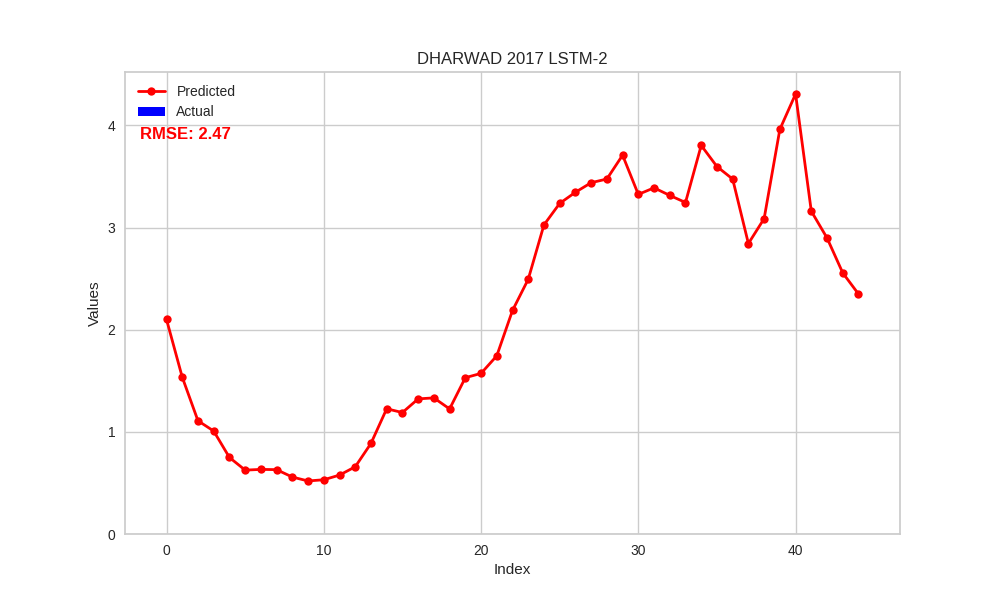 DHARWAD 2017 LSTM-2
Predicted
Actual
RMSE: 2.47
4
3
2
1
0
Values
0 10 20 30 40
Index